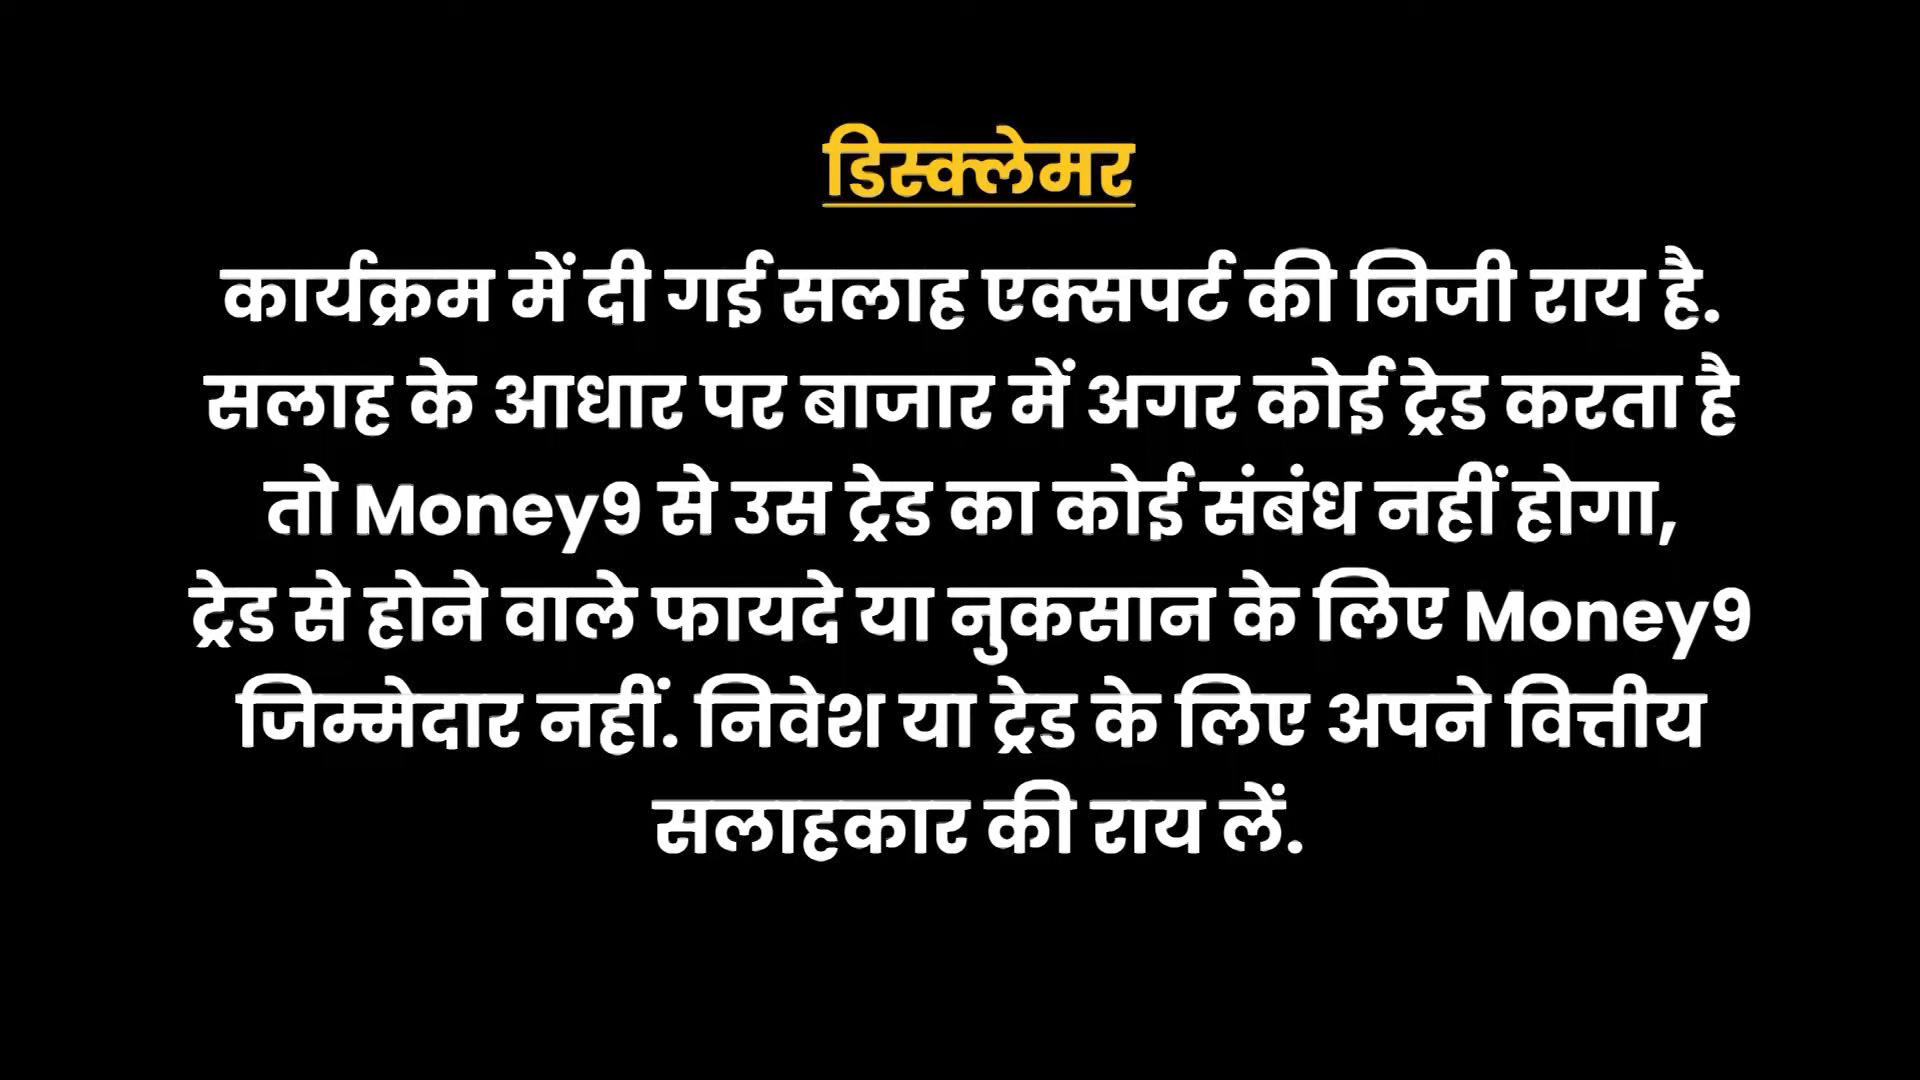 डिस्क्लेमर
कार्यक्रम में दी गई सलाह एक्सपर्ट की निजी राय है.
सलाह के आधार पर बाजार में अगर कोई ट्रेड करता है
तो Money9 से उस ट्रेड का कोई संबंध नहीं होगा,
ट्रेड से होने वाले फायदे या नुकसान के लिए Money9
जिम्मेदार नहीं. निवेश या ट्रेड के लिए अपने वित्तीय
सलाहकार की राय लें.